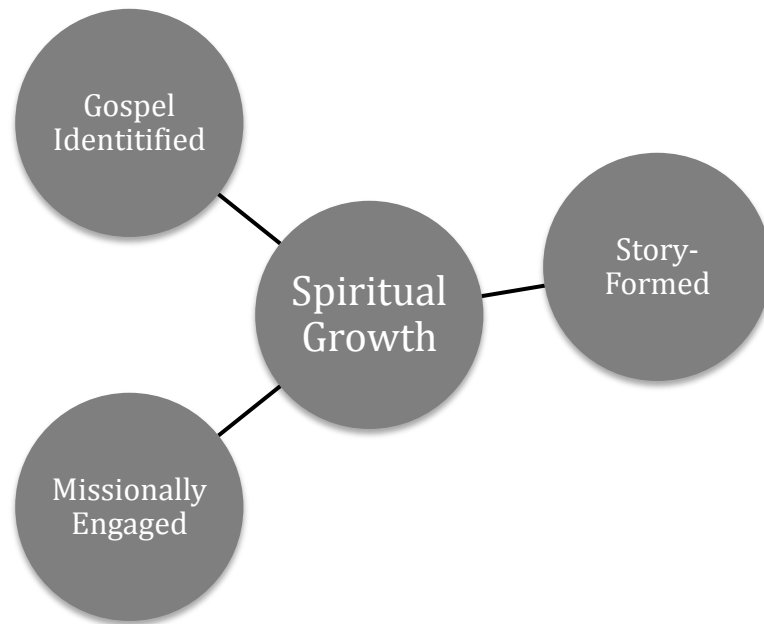 Gospel
Identitified
Story-
Formed
Spiritual
Growth
Missionally
Engaged